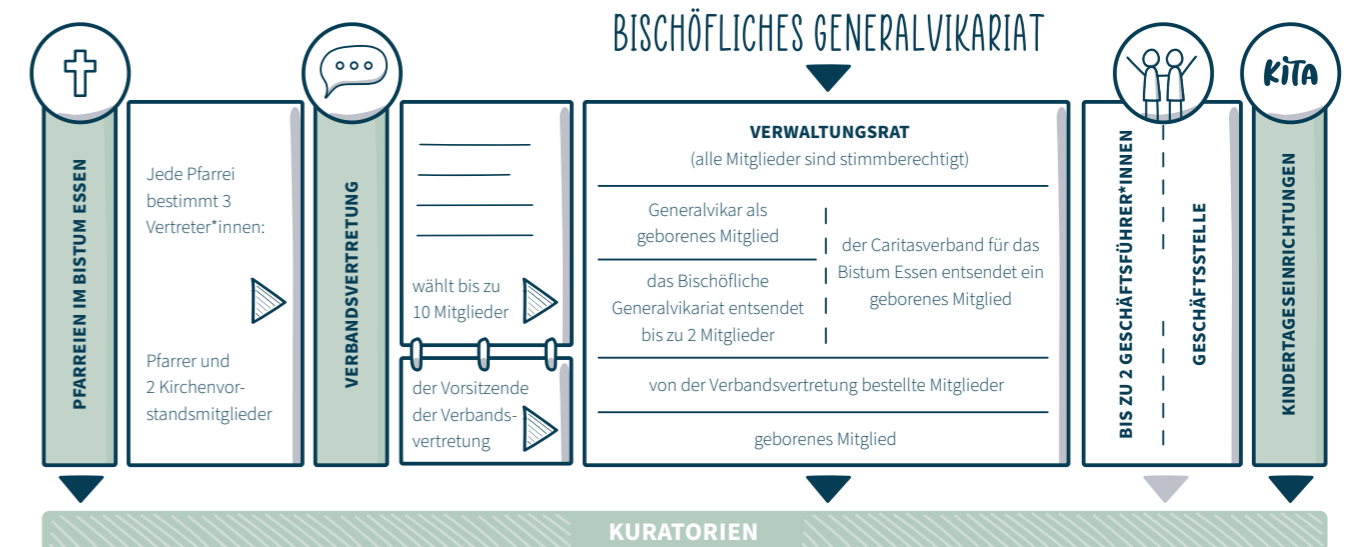 BISCHÖFLICHES GENERALVIKARIAT
PFARREIEN IM BISTUM ESSEN
Jede Pfarrei
bestimmt 3
Vertreter*innen:
Pfarrer und
2 Kirchenvor-
standsmitglieder
VERBANDSVERTRETUNG
wählt bis zu
10 Mitglieder
der Vorsitzende
der Verbands-
vertretung
VERWALTUNGSRAT
(alle Mitglieder sind stimmberechtigt)
Generalvikar als
geborenes Mitglied
das Bischöfliche
Generalvikariat entsendet
bis zu 2 Mitglieder
der Caritasverband für das
Bistum Essen entsendet ein
geborenes Mitglied
von der Verbandsvertretung bestellte Mitglieder
geborenes Mitglied
BIS ZU 2 GESCHÄFTSFÜHRER*INNEN
GESCHÄFTSSTELLE
KiTA
KINDERTAGESEINRICHTUNGEN
KURATORIEN